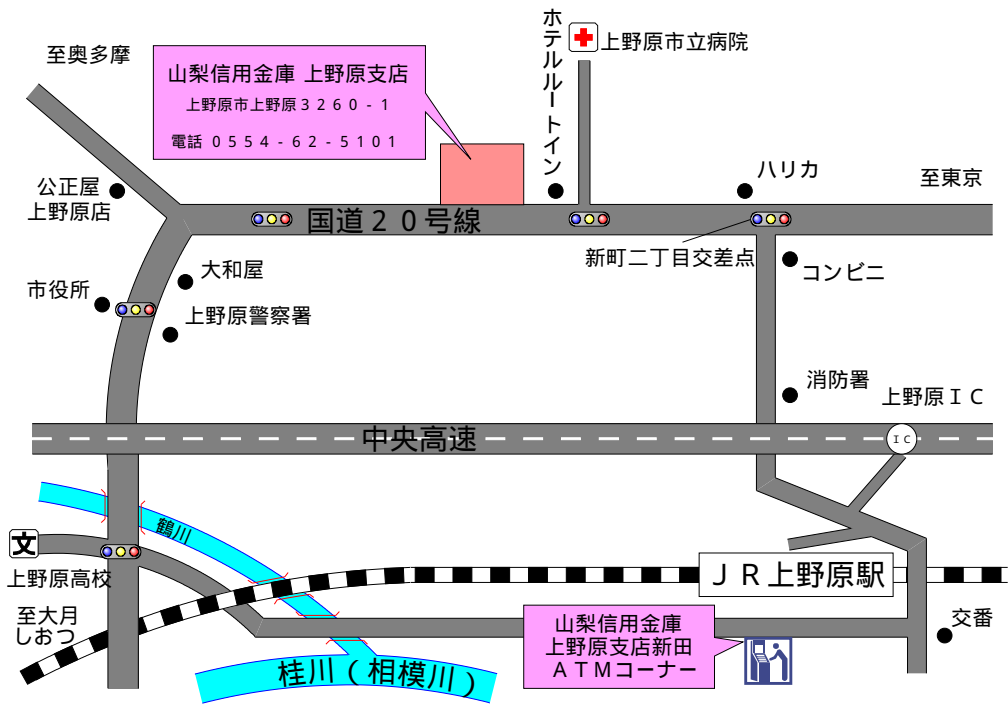 至奥多摩
山梨信用金庫 上野原支店
上野原市上野原３２６０-１
電話 ０５５４-６２-５１０１
ホテルルートイン
上野原市立病院
公正屋
上野原店
ハリカ
至東京
国道２０号線
新町二丁目交差点
コンビニ
大和屋
市役所
上野原警察署
消防署
上野原ＩＣ
中央高速
ＩＣ
鶴川
文
上野原高校
ＪＲ上野原駅
至大月
しおつ
山梨信用金庫
上野原支店新田
ＡＴＭコーナー
交番
桂川（相模川）